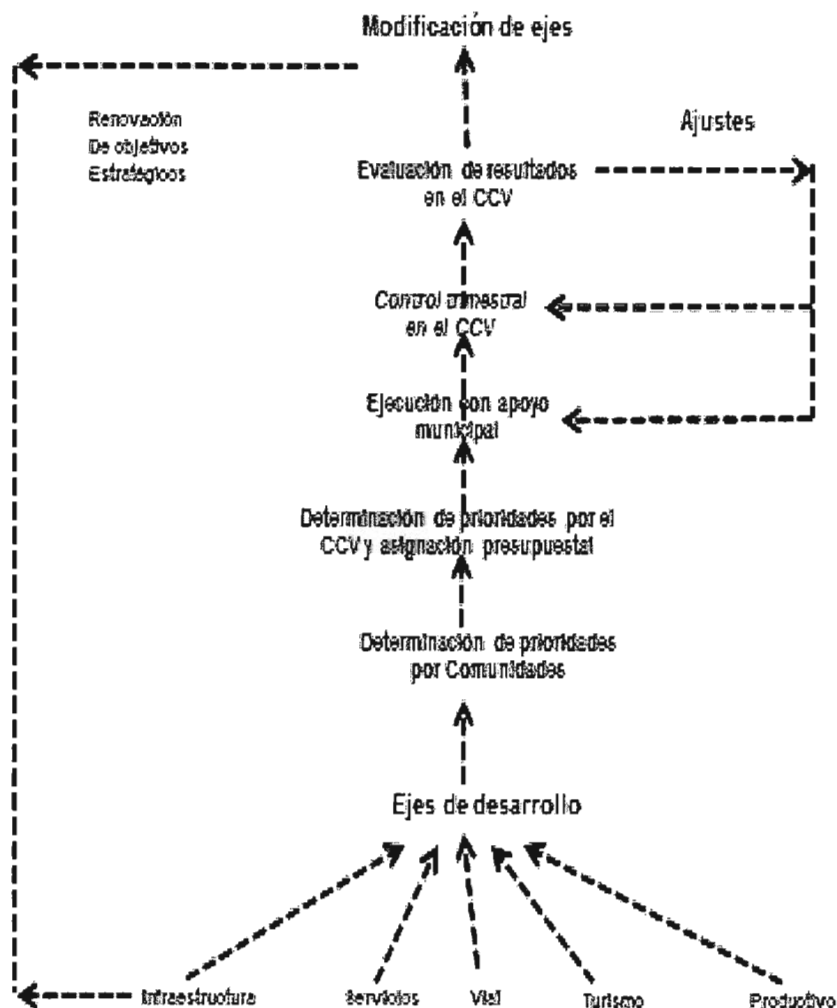 Modificación de ejes
Renovación
De objetivos
Estratégicos
Ajustes
Evaluación de resultados
en el CCV
Control trimestral
en el CCV
Ejecución con apoyo
municipal
Determinación de prioridades por el
CCV y asignación presupuestal
Determinación de prioridades
por Comunidades
Ejes de desarrollo
Infraestructura Servicios Vial Turismo Productivo